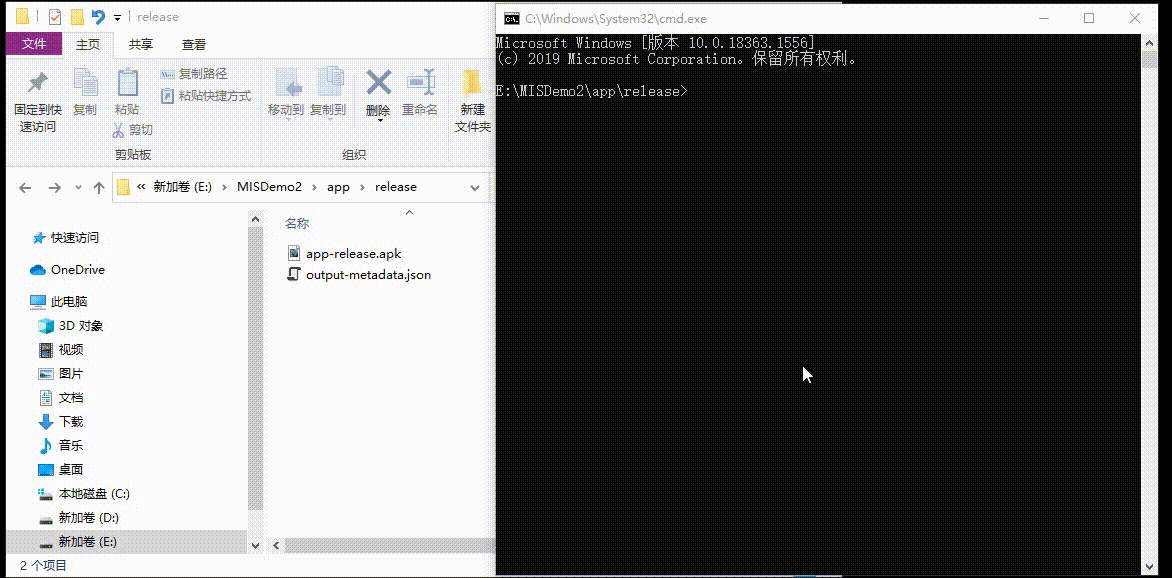 release
文件 主页 共享 查看
固定到快速访问
复制
粘贴
复制路径
粘贴快捷方式
剪切
剪贴板
移动到
复制到
删除
重命名
组织
新建
文件夹
« 新加卷 (E:) › MISDemo2 › app › release
快速访问
OneDrive
此电脑
3D 对象
视频
图片
文档
下载
音乐
桌面
本地磁盘 (C:)
新加卷 (D:)
新加卷 (E:)
名称
app-release.apk
output-metadata.json
2 个项目
C:\Windows\System32\cmd.exe
Microsoft Windows [版本 10.0.18363.1556]
(c) 2019 Microsoft Corporation。保留所有权利。
E:\MISDemo2\app\release>